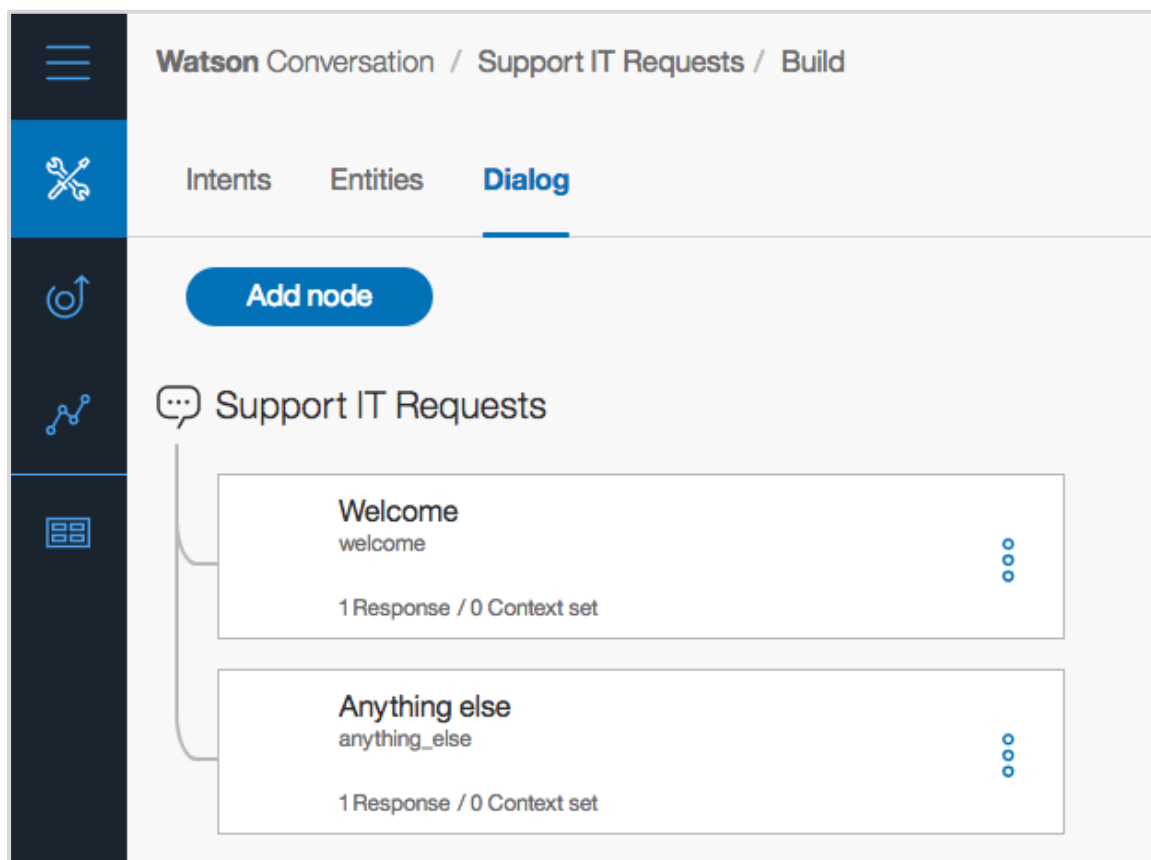 Watson Conversation / Support IT Requests / Build
Intents Entities Dialog
Add node
Support IT Requests
Welcome
welcome
1 Response / 0 Context set
Anything else
anything_else
1 Response / 0 Context set